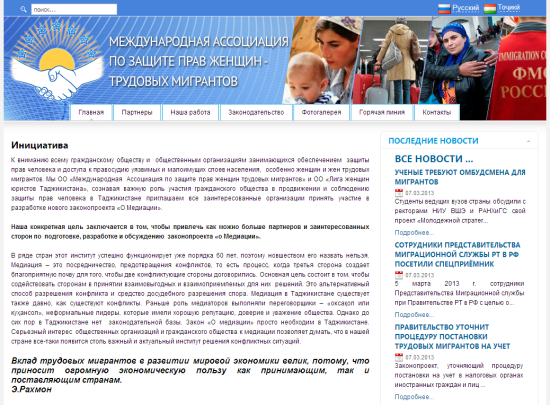 поиск...
Русский
Тоҷикӣ
МЕЖДУНАРОДНАЯ АССОЦИАЦИЯ
ПО ЗАЩИТЕ ПРАВ ЖЕНЩИН -
ТРУДОВЫХ МИГРАНТОВ
IMMIGRATION CO
ФМС
РОССИ
Главная
Партнеры
Наша работа
Законодательство
Фотогалерея
Горячая линия
Контакты
Инициатива
К вниманию всему гражданскому обществу и общественным организациям занимающихся обеспечением защиты
прав человека и доступа к правосудию уязвимых и малоимущих слоев населения, особенно женщин и жен трудовых
мигрантов. Мы ОО «Международная Ассоциация по защите прав женщин трудовых мигрантов» и ОО «Лига женщин
юристов Таджикистана», сознавая важную роль участия гражданского общества в продвижении и соблюдению
защиты прав человека в Таджикистане приглашаем все заинтересованные организации принять участие в
разработке нового законопроекта «О Медиации».
Наша конкретная цель заключается в том, чтобы привлечь как можно больше партнеров и заинтересованных
сторон по подготовке, разработке и обсуждению законопроекта «о Медиации».
В ряде стран этот институт успешно функционирует уже порядка 60 лет, поэтому новшеством его назвать нельзя.
Медиация – это посредничество, предотвращения конфликтов, то есть процесс, когда третья сторона создает
благоприятную почву для того, чтобы две конфликтующие стороны договорились. Основная цель состоит в том, чтобы
содействовать сторонам в принятии взаимовыгодных и взаимоприемлемых для них решений. Это альтернативный
способ разрешения конфликта и средство досудебного разрешения спора. Медиация в Таджикистане существует
также давно, как существуют конфликты. Раньше роль медиаторов выполняли миротворцы – «оксақол или
муҳансол», неформальные лидеры, которые имели хорошую репутацию, доверие и уважение общества. Однако до
сих пор в Таджикистане нет законодательной базы. Закон «О медиации» просто необходим в Таджикистане.
Серьезный интерес общественных организаций и гражданского общества к медиации позволяет думать, что в нашей
стране все-таки появится столь важный и актуальный институт решения конфликтных ситуаций.
Вклад трудовых мигрантов в развитии мировой экономики велик, потому, что
приносит огромную экономическую пользу как принимающим, так и
поставляющим странам.
Э.Рахмон
ПОСЛЕДНИЕ НОВОСТИ
ВСЕ НОВОСТИ ...
УЧЕНЫЕ ТРЕБУЮТ ОМБУДСМЕНА ДЛЯ
МИГРАНТОВ
07.03.2013
Студенты ведущих вузов страны обсудили с
ректорами НИУ ВШЭ и РАНХиГС свой
проект «Молодежной стратег...
Подробнее...
СОТРУДНИКИ ПРЕДСТАВИТЕЛЬСТВА
МИГРАЦИОННОЙ СЛУЖБЫ РТ В РФ
ПОСЕТИЛИ СПЕЦПРИЁМНИК
07.03.2013
5 марта 2013 г. сотрудники
Представительства Миграционной службы
при Правительстве РТ в РФ с целью о...
Подробнее...
ПРАВИТЕЛЬСТВО УТОЧНИТ
ПРОЦЕДУРУ ПОСТАНОВКИ
ТРУДОВЫХ МИГРАНТОВ НА УЧЕТ
07.03.2013
Законопроект, уточняющий процедуру
постановки на учет в налоговых органах
иностранных граждан и лиц ...
Подробнее...